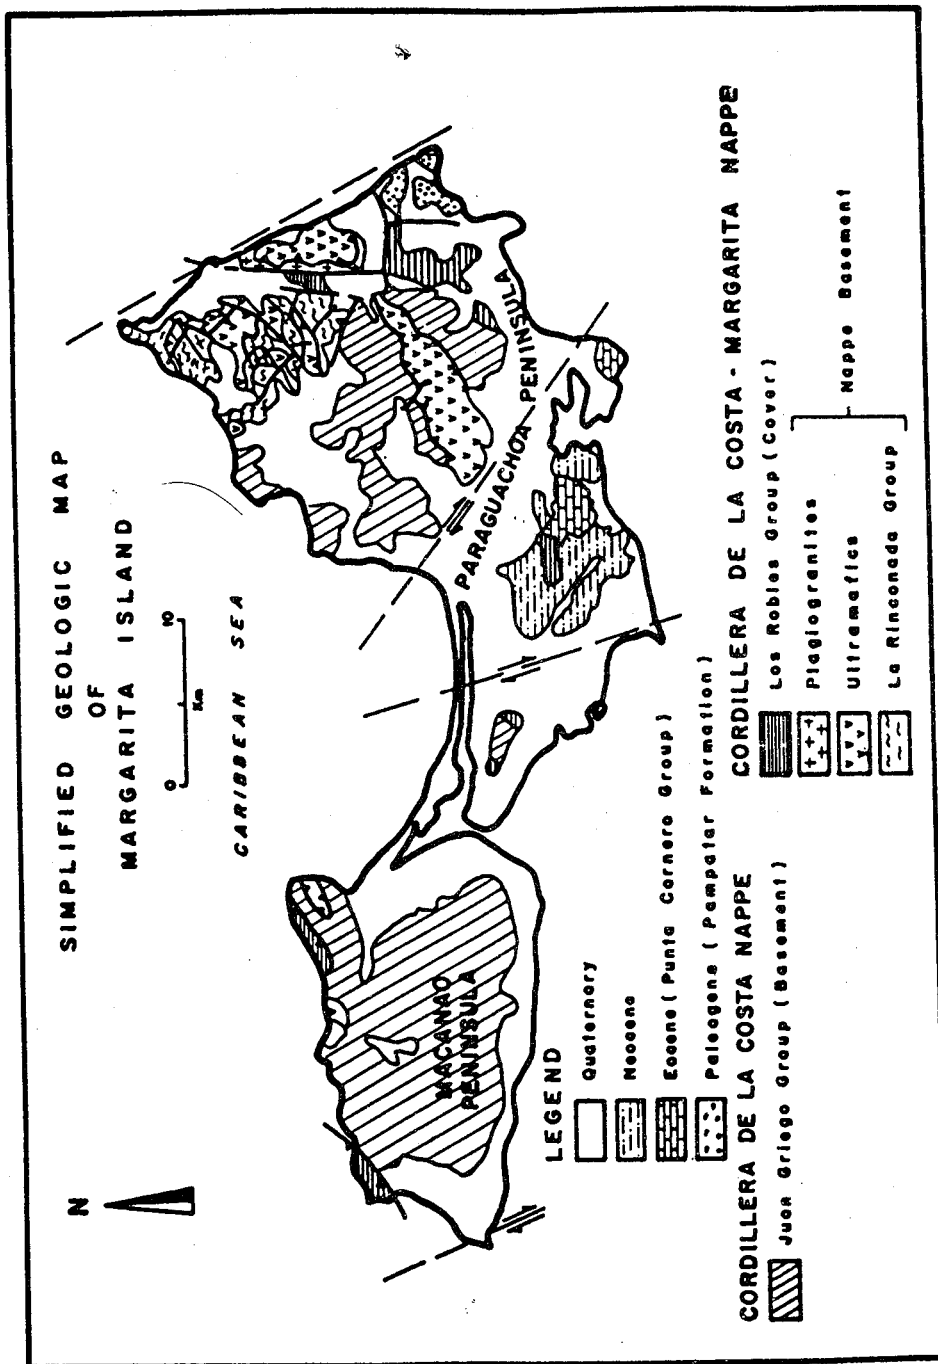 SIMPLIFIED GEOLOGIC MAP
OF
MARGARITA ISLAND
0 10
Km
CARIBBEAN SEA
N
PARAGUACHOA PENINSULA
MACANAO
PENINSULA
LEGEND
Quaternary
Neocene
Eocene (Punta Carnero Group)
Paleogene (Pampatar Formation)
CORDILLERA DE LA COSTA NAPPE
Juan Griego Group (Basement)
CORDILLERA DE LA COSTA - MARGARITA NAPPE
Los Robles Group (Cover)
Plagiogranites
Ultramafics
La Rinconada Group
Nappe Basement